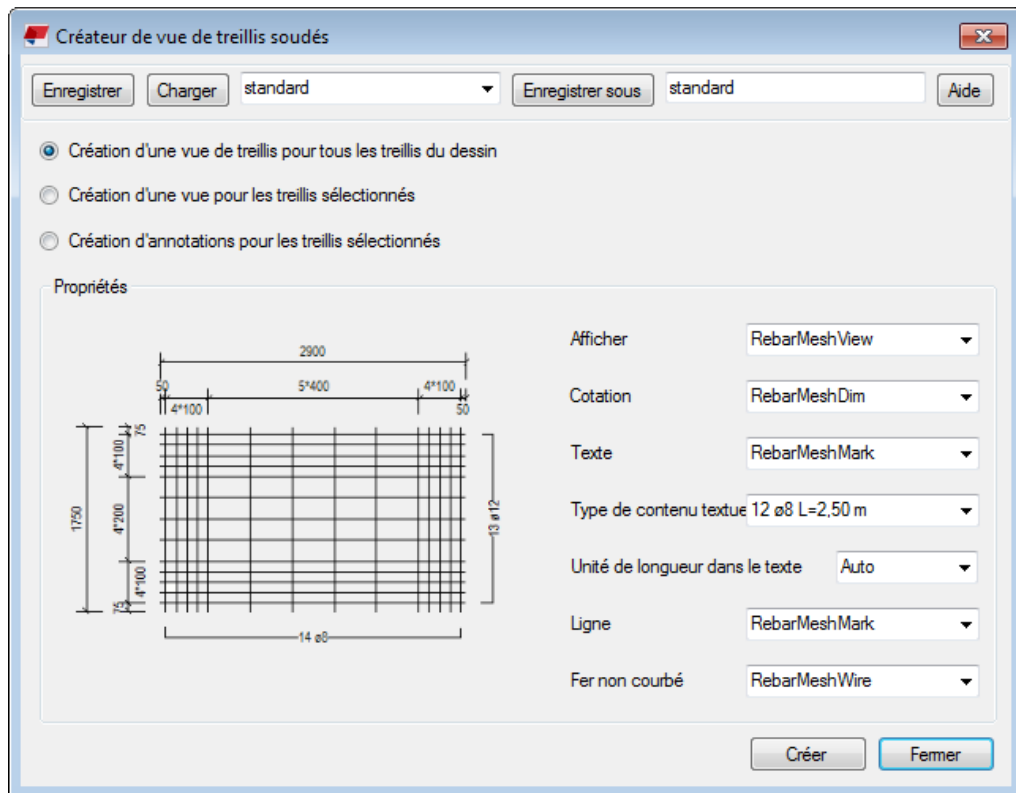 Créateur de vue de treillis soudés
Enregistrer Charger standard Enregistrer sous standard Aide
Création d'une vue de treillis pour tous les treillis du dessin
Création d'une vue pour les treillis sélectionnés
Création d'annotations pour les treillis sélectionnés
Propriétés
Afficher RebarMeshView
Cotation RebarMeshDim
Texte RebarMeshMark
Type de contenu textue 12 ø8 L=2,50 m
Unité de longueur dans le texte Auto
Ligne RebarMeshMark
Fer non courbé RebarMeshWire
2900
50 5*400 4*100
4*100 50
75
4*100
1750
4*200
4*100
75
13 ø12
14 ø8
Créer Fermer